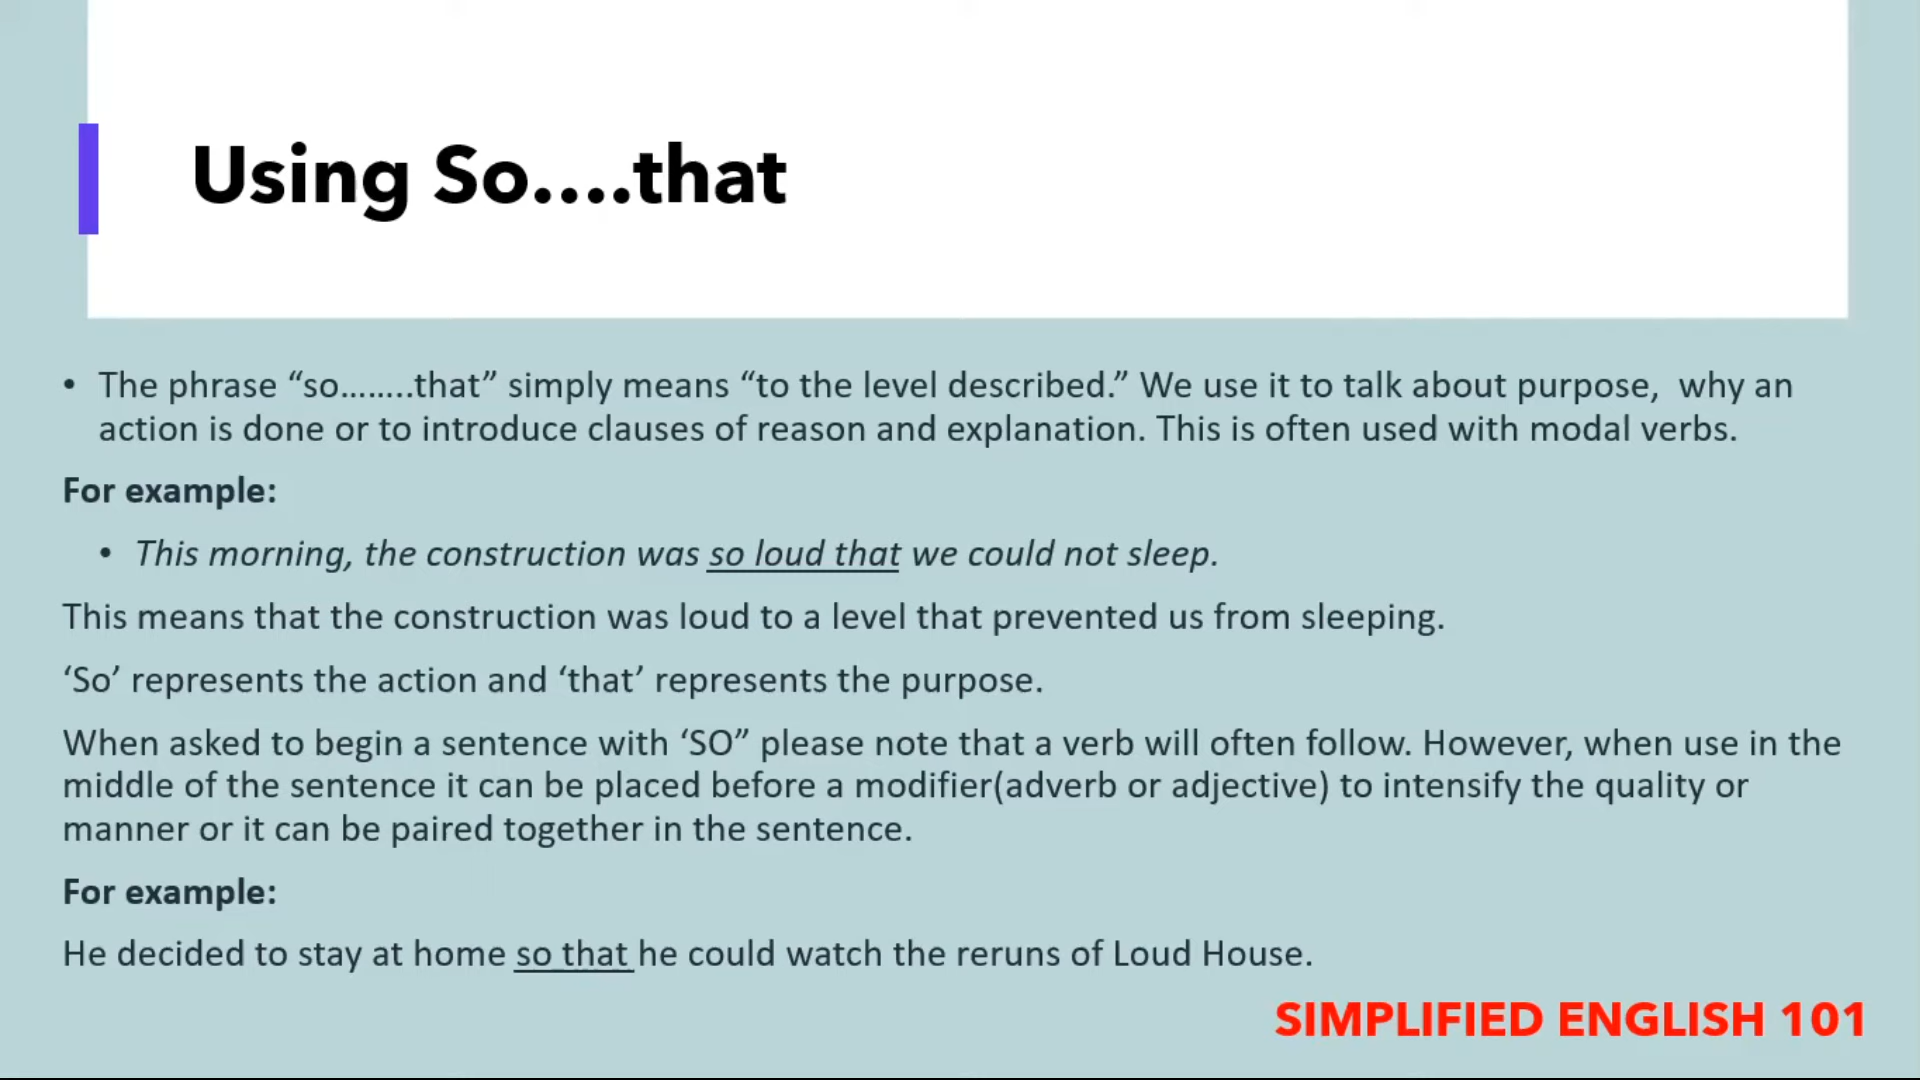 Using So....that
• The phrase “so........that” simply means “to the level described.” We use it to talk about purpose,  why an
action is done or to introduce clauses of reason and explanation. This is often used with modal verbs.
For example:
• This morning, the construction was so loud that we could not sleep.
This means that the construction was loud to a level that prevented us from sleeping.
‘So’ represents the action and ‘that’ represents the purpose.
When asked to begin a sentence with ‘SO” please note that a verb will often follow. However, when use in the
middle of the sentence it can be placed before a modifier(adverb or adjective) to intensify the quality or
manner or it can be paired together in the sentence.
For example:
He decided to stay at home so that he could watch the reruns of Loud House.
SIMPLIFIED ENGLISH 101